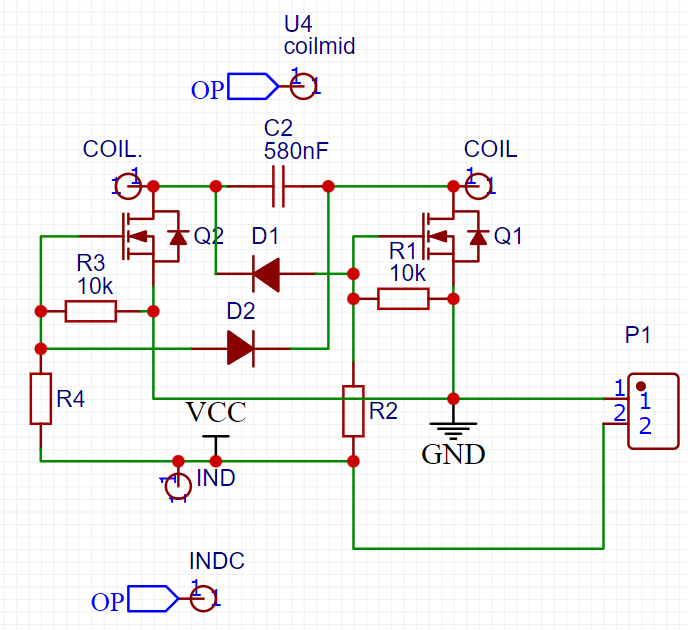 U4
coilmid
1
OP
1
C2
580nF
COIL.
COIL
1
1
1
1
Q2
D1
Q1
R1
10k
R3
10k
D2
P1
1
1
2
2
R4
VCC
R2
GND
IND
1
1
INDC
1
OP
1